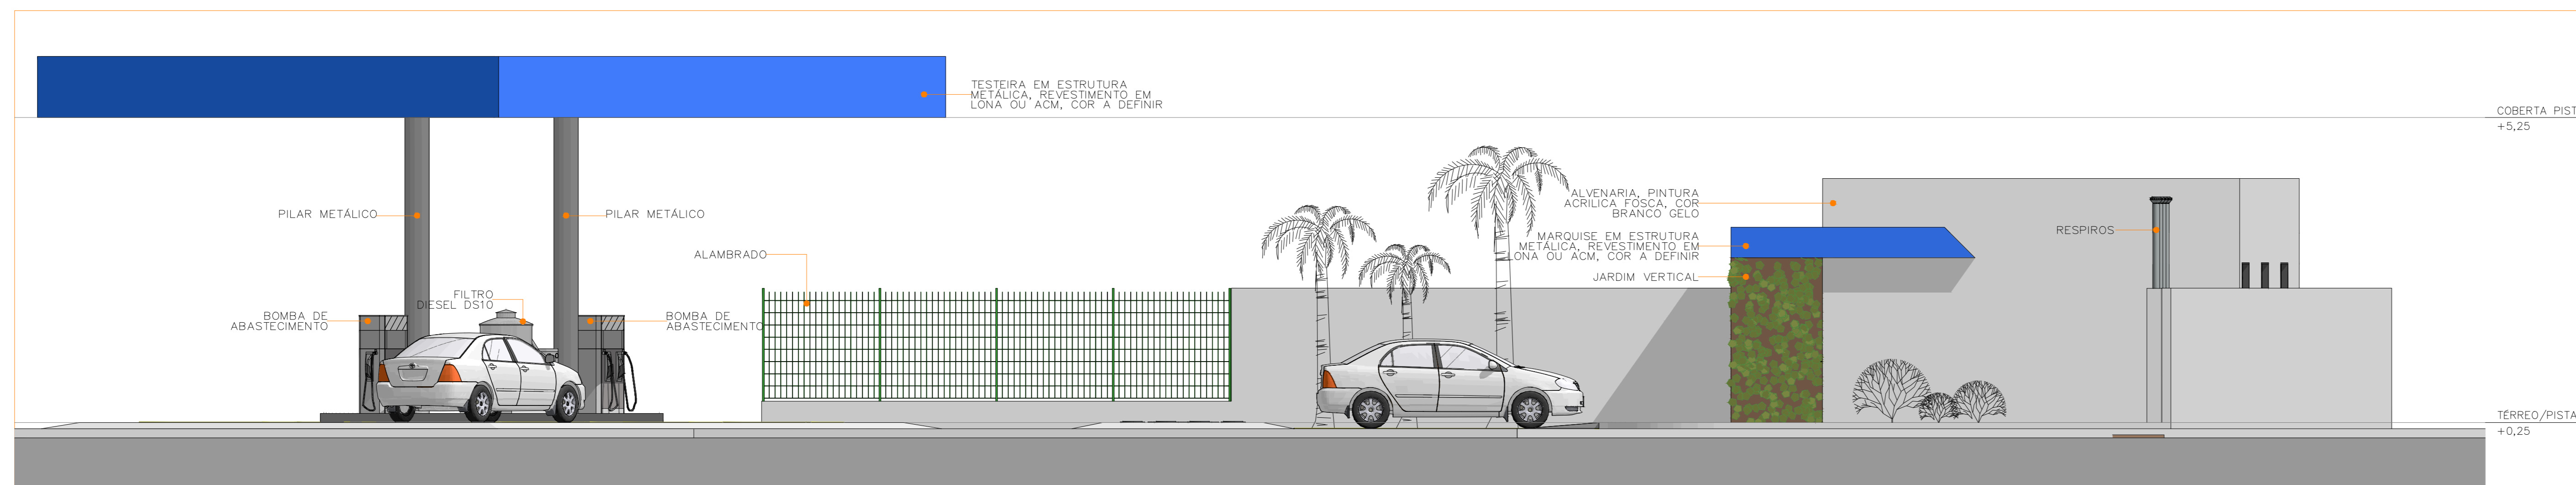 TESTEIRA EM ESTRUTURA
METÁLICA, REVESTIMENTO EM
LONA OU ACM, COR A DEFINIR
COBERTA PIST
+5,25
PILAR METÁLICO
PILAR METÁLICO
ALAMBRADO
FILTRO
DIESEL DS10
BOMBA DE
ABASTECIMENTO
BOMBA DE
ABASTECIMENTO
ALVENARIA, PINTURA
ACRILICA FOSCA, COR
BRANCO GELO
MARQUISE EM ESTRUTURA
METÁLICA, REVESTIMENTO EM
LONA OU ACM, COR A DEFINIR
JARDIM VERTICAL
RESPIROS
TÉRREO/PISTA
+0,25